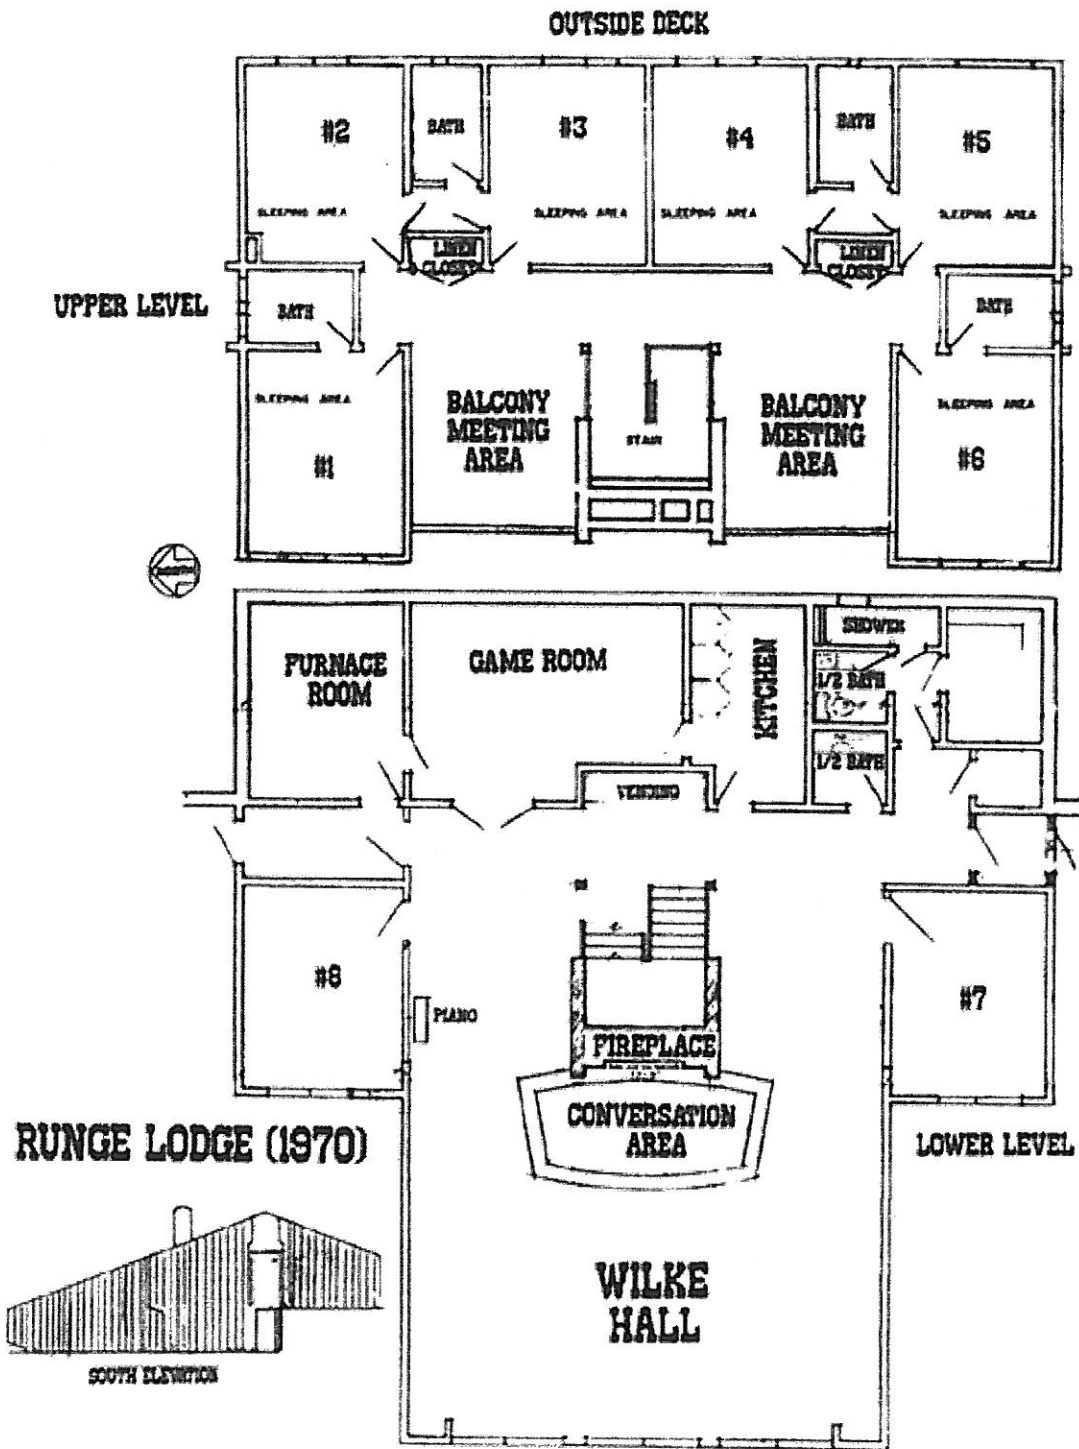 OUTSIDE DECK
#2
BATH
#3
#4
BATH
#5
SLEEPING AREA
SLEEPING AREA
SLEEPING AREA
SLEEPING AREA
LINEN
CLOSET
LINEN
CLOSET
UPPER LEVEL
BATH
BATH
SLEEPING AREA
BALCONY
MEETING
AREA
STAIR
BALCONY
MEETING
AREA
SLEEPING AREA
#1
#6
NORTH
FURNACE
ROOM
GAME ROOM
KITCHEN
SHOWER
1/2 BATH
1/2 BATH
VENDING
#8
PIANO
#7
FIREPLACE
CONVERSATION
AREA
RUNGE LODGE (1970)
LOWER LEVEL
WILKE
HALL
SOUTH ELEVATION